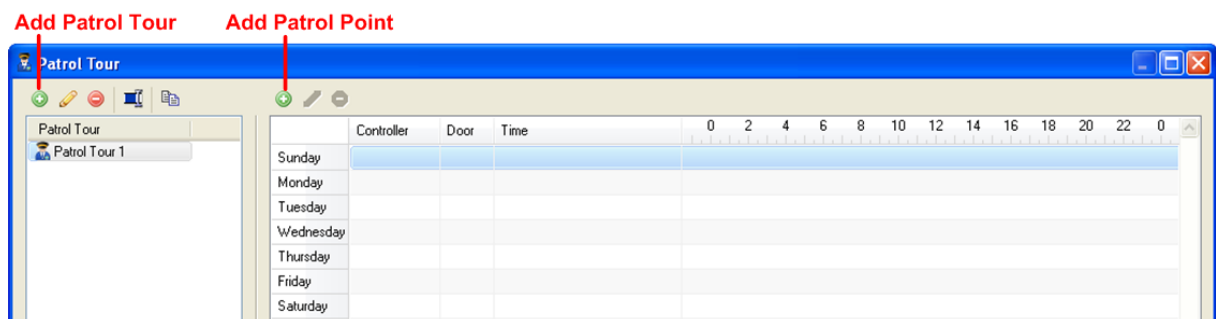 Add Patrol Tour Add Patrol Point
Patrol Tour
Patrol Tour Controller Door Time 0 2 4 6 8 10 12 14 16 18 20 22 0
Patrol Tour 1
Sunday
Monday
Tuesday
Wednesday
Thursday
Friday
Saturday